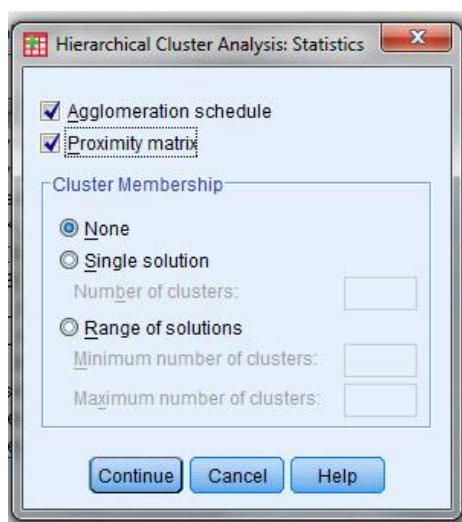 Hierarchical Cluster Analysis: Statistics
Agglomeration schedule
Proximity matrix
Cluster Membership
None
Single solution
Number of clusters:
Range of solutions
Minimum number of clusters:
Maximum number of clusters:
Continue Cancel Help